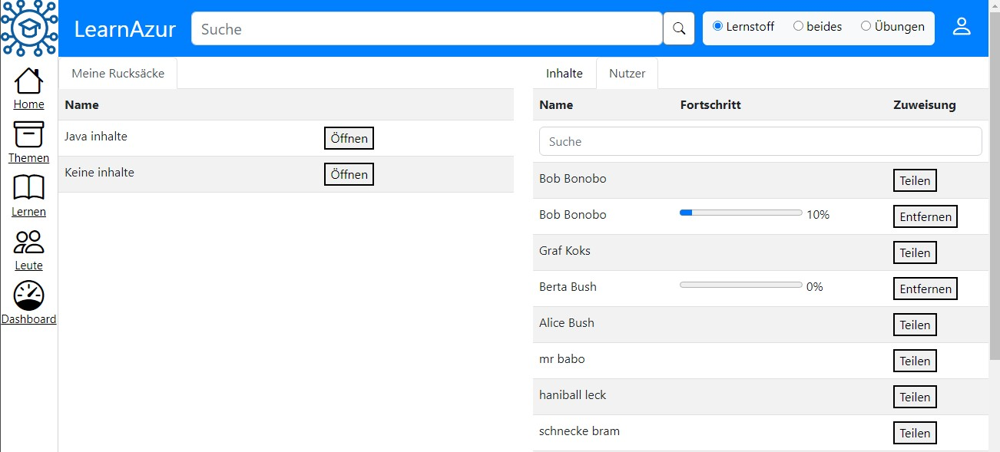 LearnAzur
Suche
Lernstoff beides Übungen
Home
Themen
Lernen
Leute
Dashboard
Meine Rucksäcke
Name
Java inhalte Öffnen
Keine inhalte Öffnen
Inhalte Nutzer
Name Fortschritt Zuweisung
Suche
Bob Bonobo Teilen
Bob Bonobo 10% Entfernen
Graf Koks Teilen
Berta Bush 0% Entfernen
Alice Bush Teilen
mr babo Teilen
haniball leck Teilen
schnecke bram Teilen